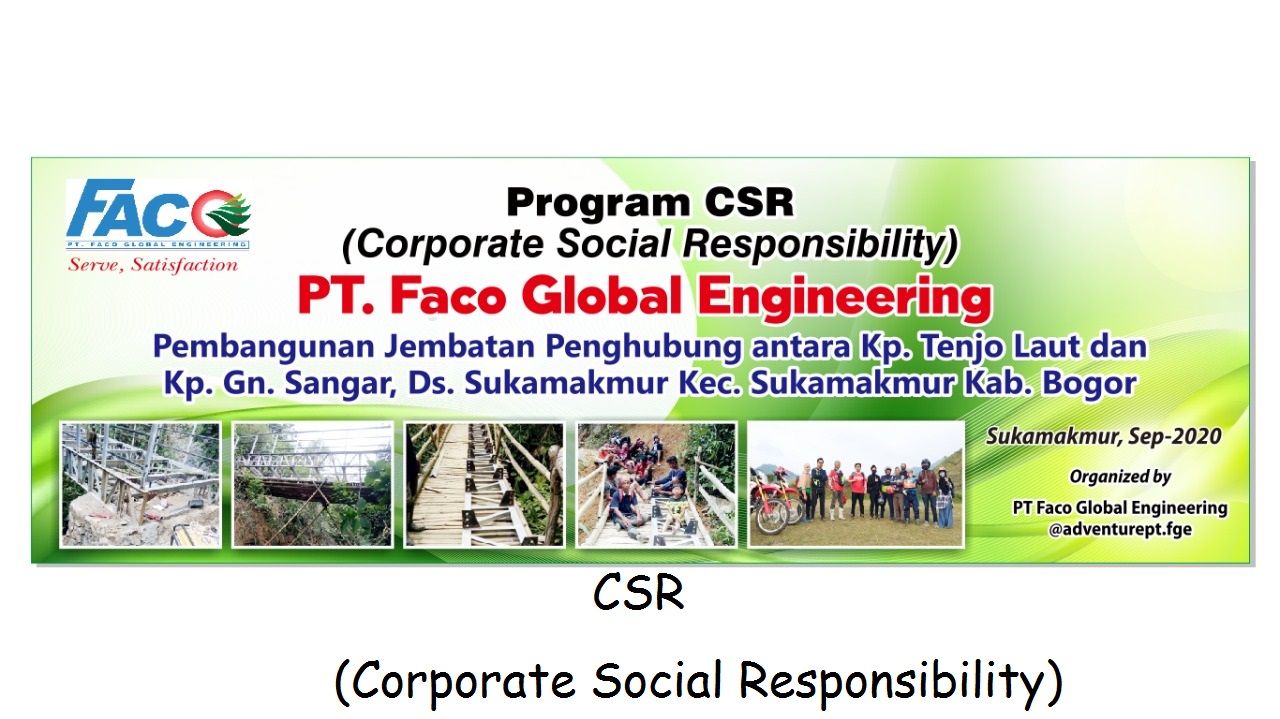 FACO
PT. FACO GLOBAL ENGINEERING
Serve, Satisfaction
Program CSR
(Corporate Social Responsibility)
PT. Faco Global Engineering
Pembangunan Jembatan Penghubung antara Kp. Tenjo Laut dan
Kp. Gn. Sangar, Ds. Sukamakmur Kec. Sukamakmur Kab. Bogor
Sukamakmur, Sep-2020
Organized by
PT Faco Global Engineering
@adventurept.fge
CSR
(Corporate Social Responsibility)